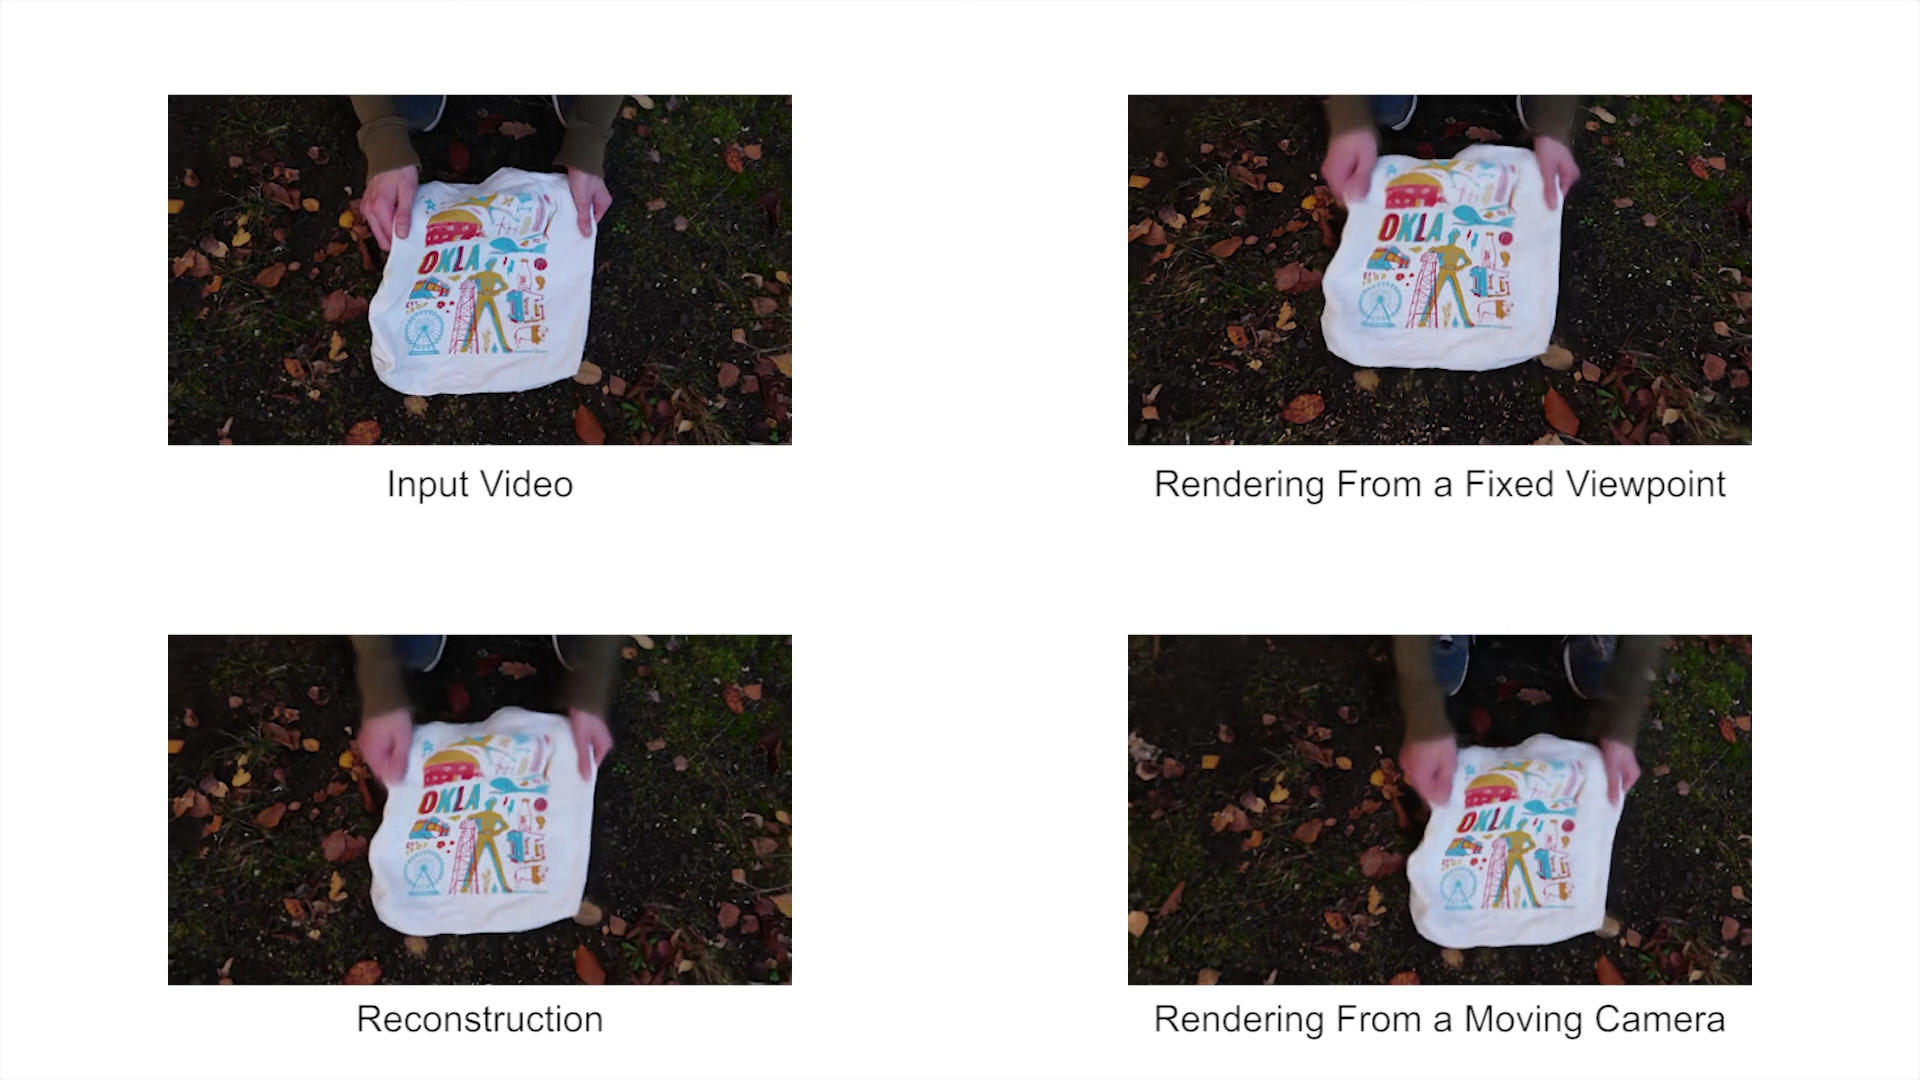 OKLA
Input Video
OKLA
Rendering From a Fixed Viewpoint
OKLA
Reconstruction
OKLA
Rendering From a Moving Camera